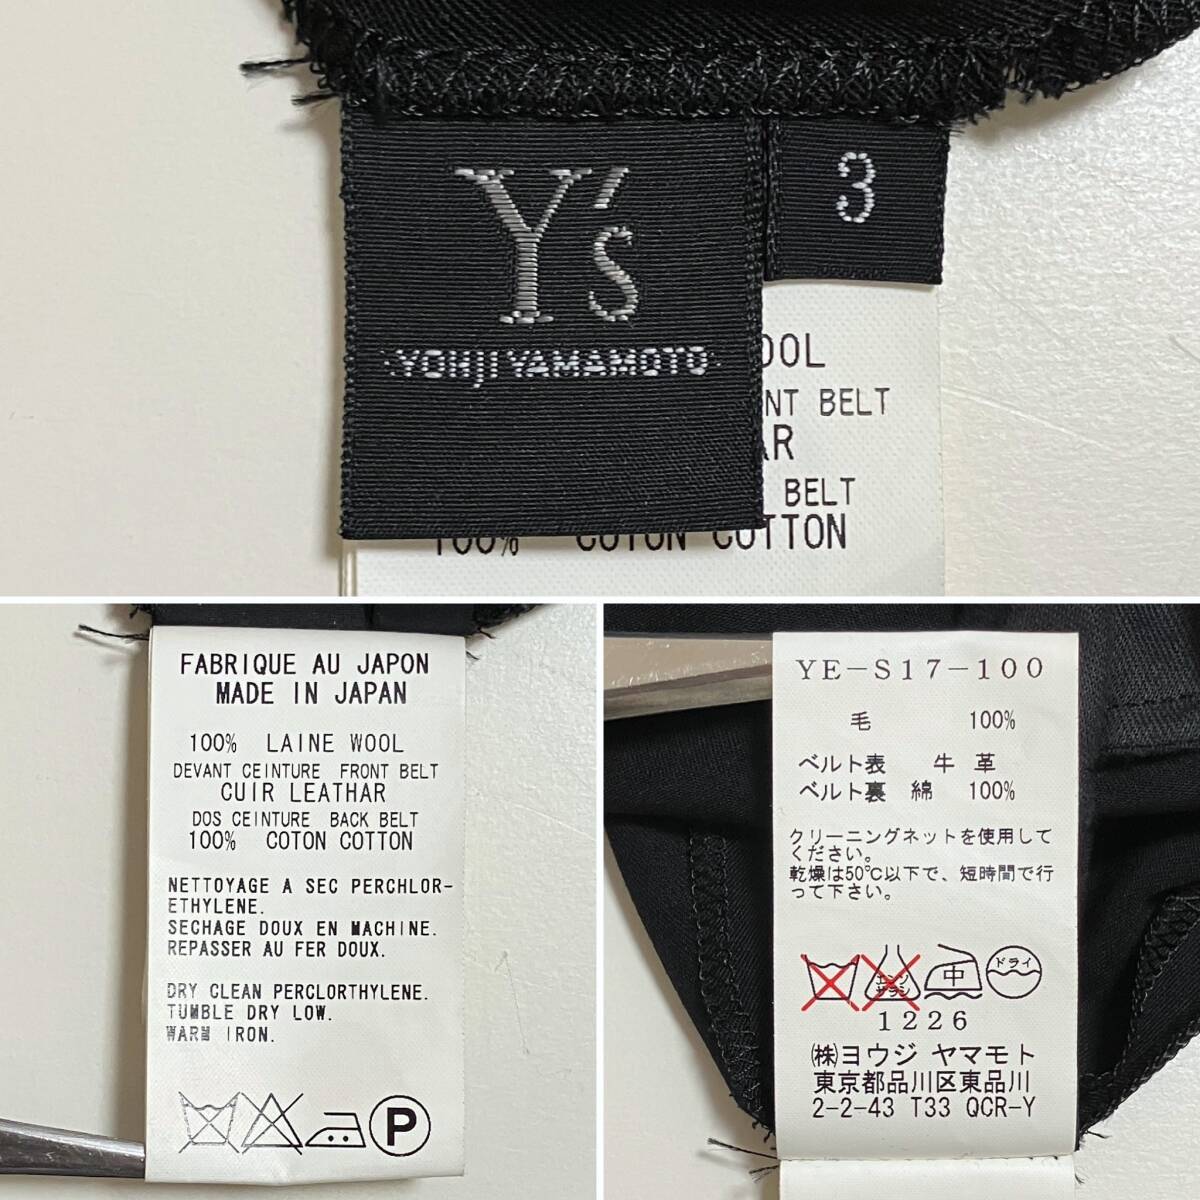 Y's
3
·YOHJI YAMAMOTO·
OOL
NT BELT
AR
BELT
100% COTON COTTON
FABRIQUE AU JAPON
MADE IN JAPAN
100% LAINE WOOL
DEVANT CEINTURE FRONT BELT
CUIR LEATHAR
DOS CEINTURE BACK BELT
100% COTON COTTON
NETTOYAGE A SEC PERCHLOR-
ETHYLENE.
SECHAGE DOUX EN MACHINE.
REPASSER AU FER DOUX.
DRY CLEAN PERCLORTHYLENE.
TUMBLE DRY LOW.
WARM IRON.
P
YE-S17-100
毛 100%
ベルト表 牛 革
ベルト裏 綿 100%
クリーニングネットを使用して
ください。
乾燥は50℃以下で、短時間で行
って下さい。
エンソ 中 ドライ
サラシ
1226
㈱ヨウジ ヤマモト
東京都品川区東品川
2-2-43 T33 QCR-Y